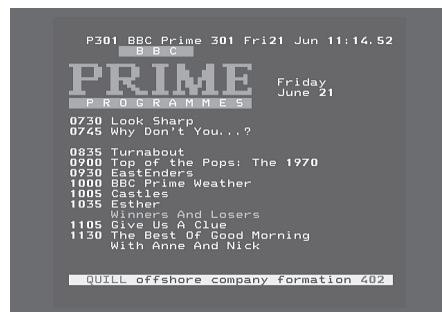 P301 BBC Prime 301 Fri21 Jun 11:14.52
BBC
PRIME
Friday
June 21
PROGRAMMES
0730 Look Sharp
0745 Why Don't You...?
0835 Turnabout
0900 Top of the Pops: The 1970
0930 EastEnders
1000 BBC Prime Weather
1005 Castles
1035 Esther
Winners And Losers
1105 Give Us A Clue
1130 The Best Of Good Morning
With Anne And Nick
QUILL offshore company formation 402